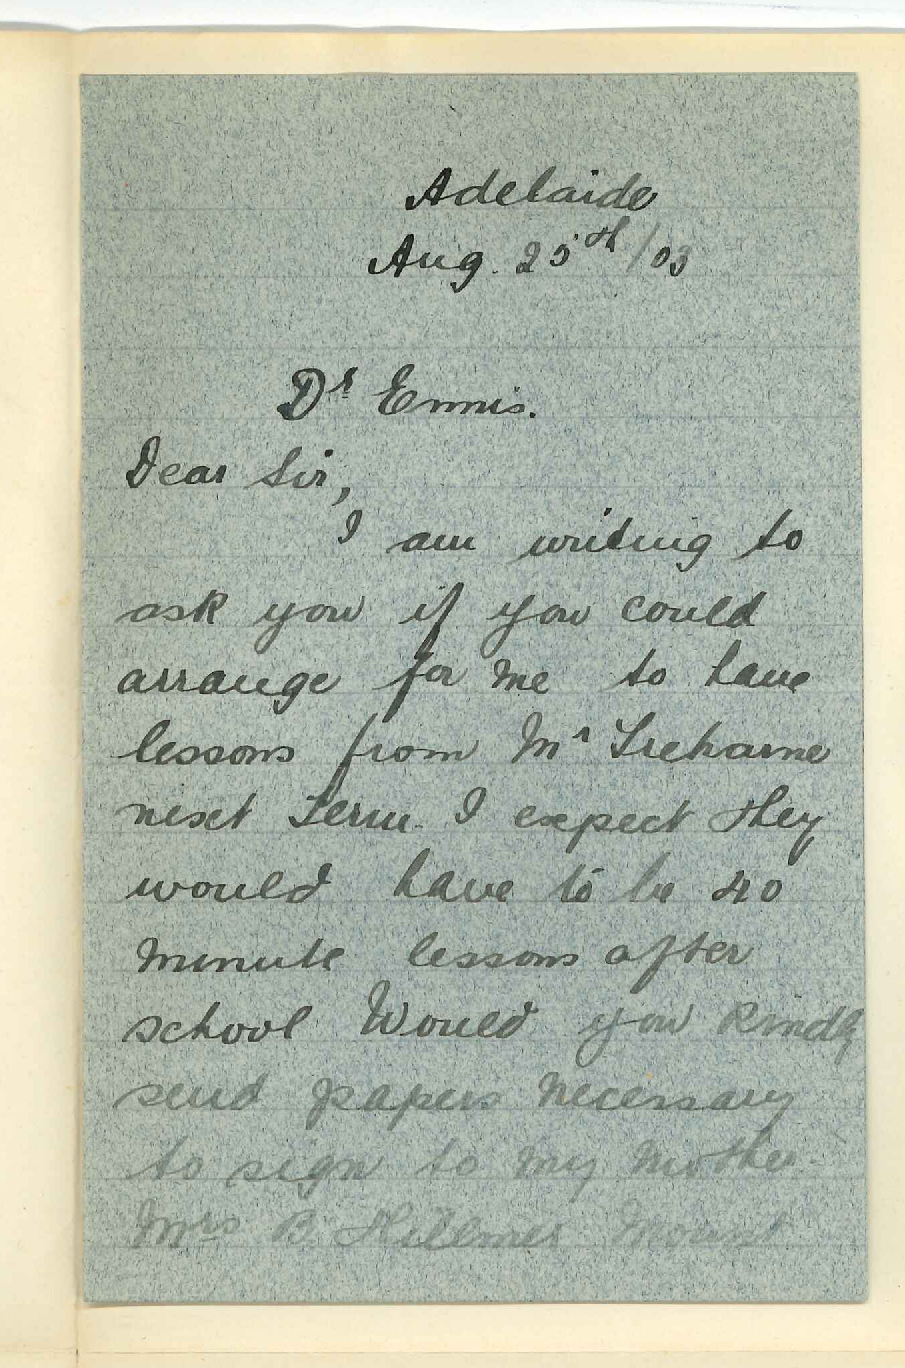 Adelaide
Aug. 25th/03
Dr Ennis.
Dear Sir,
I am writing to
ask you if you could
arrange for me to have
lessons from Mr Treharne
next Term. I expect they
would have to be 40
minute lessons after
school Would you kindly
send papers necessary
to sign to my Mother.
Mrs B. Hillmer Mount